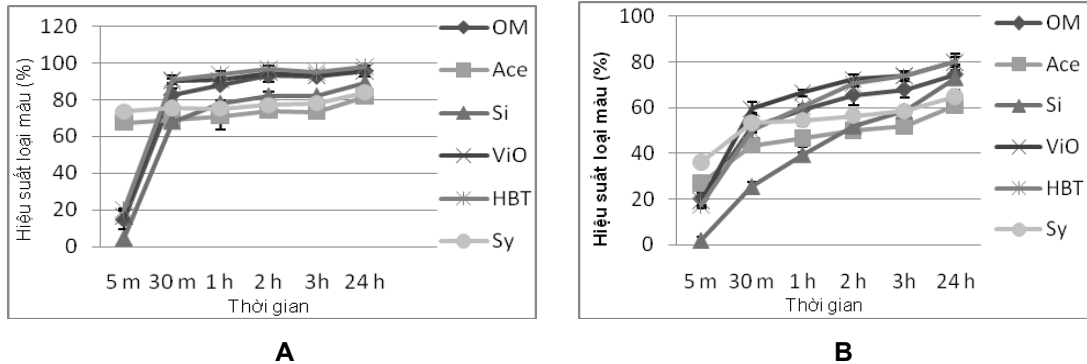 Hiệu suất loại màu (%)
120
100
80
60
40
20
0
5 m 30 m 1 h 2 h 3h 24 h
Thời gian
OM
Ace
Si
ViO
HBT
Sy
A
Hiệu suất loại màu (%)
100
80
60
40
20
0
5 m 30 m 1 h 2 h 3h 24 h
Thời gian
OM
Ace
Si
ViO
HBT
Sy
B